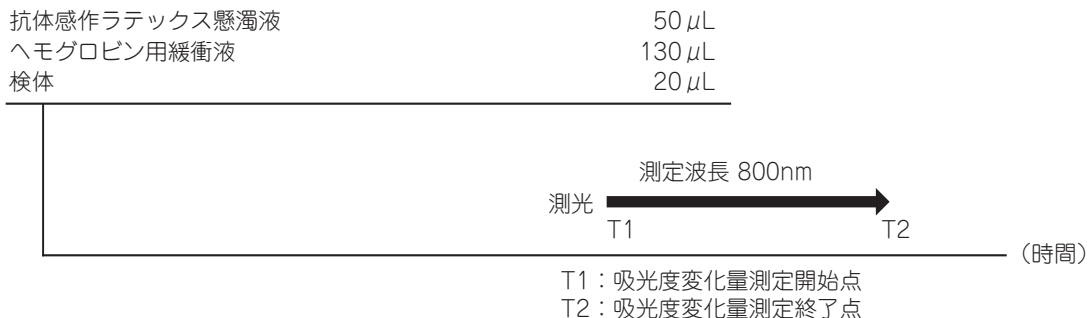 抗体感作ラテックス懸濁液 50μL
ヘモグロビン用緩衝液 130μL
検体 20μL
測定波長 800nm
測光
T1 T2
（時間）
T1：吸光度変化量測定開始点
T2：吸光度変化量測定終了点